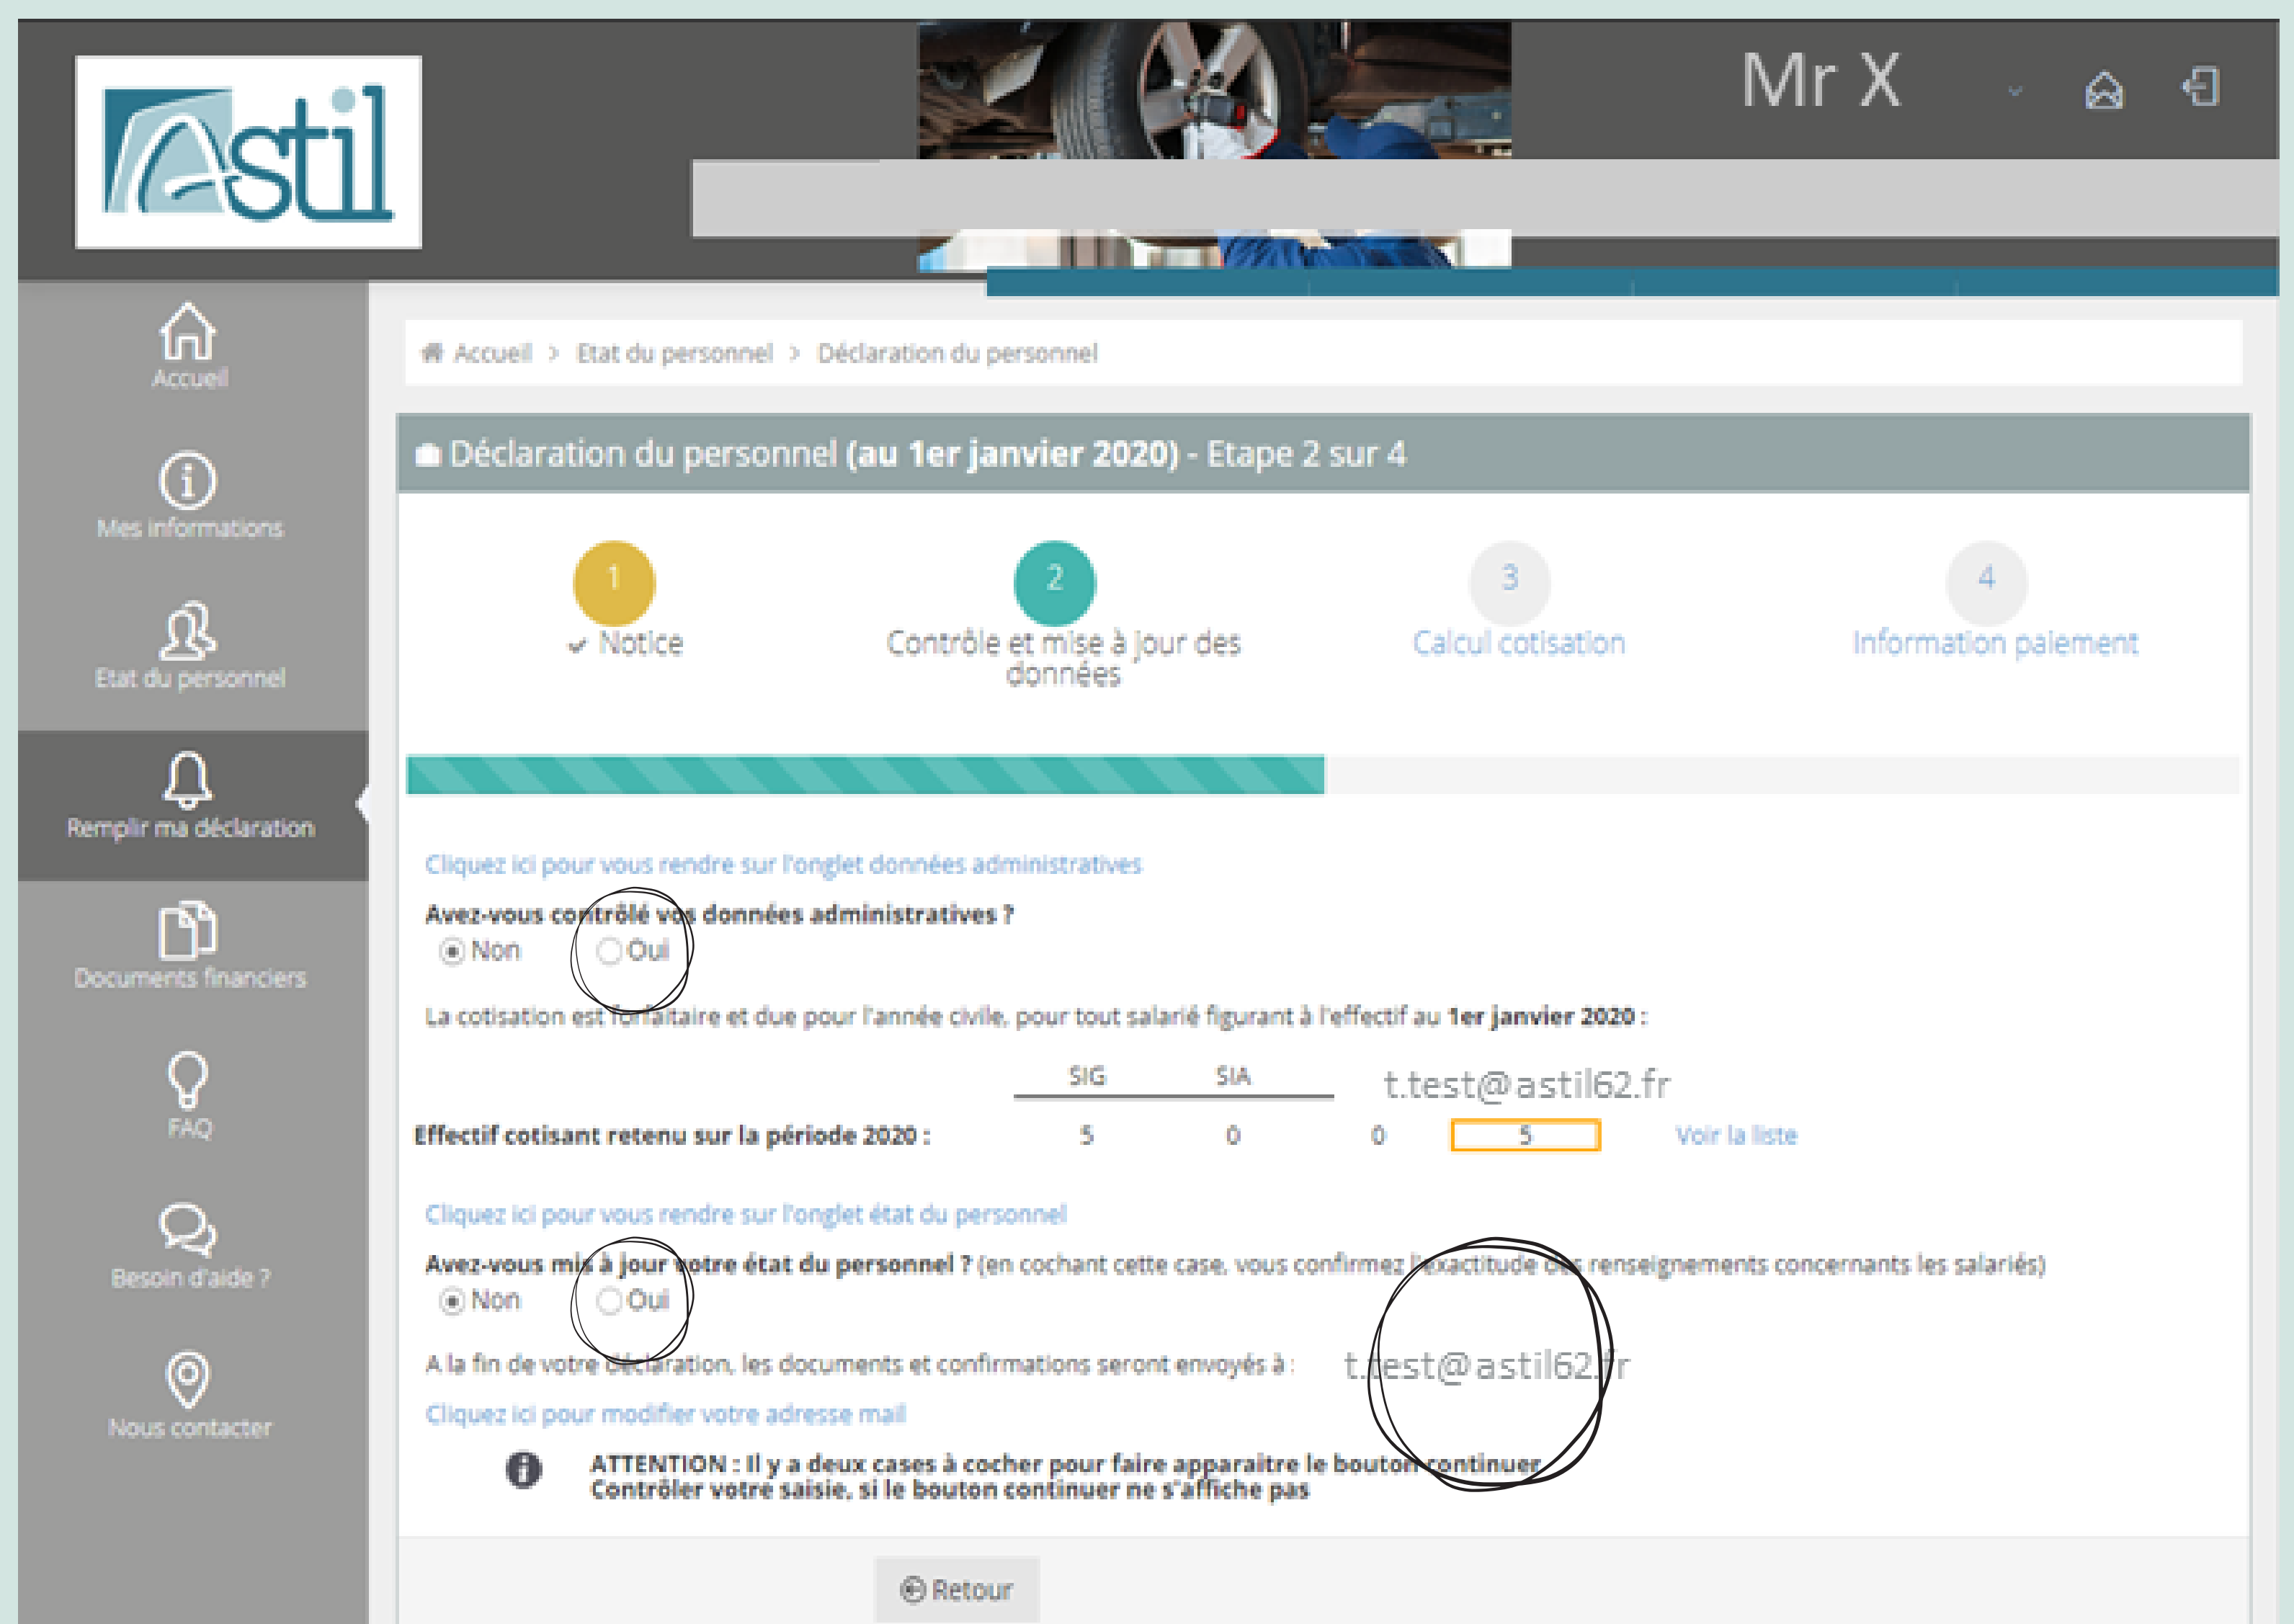 Astil
Mr X
Accueil
Mes informations
Etat du personnel
Remplir ma déclaration
Documents financiers
FAQ
Besoin d'aide ?
Nous contacter
Accueil > Etat du personnel > Déclaration du personnel
Déclaration du personnel (au 1er janvier 2020) - Etape 2 sur 4
1 2 3 4
Notice Contrôle et mise à jour des Calcul cotisation Information paiement
données
Cliquez ici pour vous rendre sur l'onglet données administratives
Avez-vous contrôlé vos données administratives ?
Non Oui
La cotisation est forfaitaire et due pour l'année civile, pour tout salarié figurant à l'effectif au 1er janvier 2020 :
SIG SIA t.test@astil62.fr
Effectif cotisant retenu sur la période 2020 : 5 0 0 5 Voir la liste
Cliquez ici pour vous rendre sur l'onglet état du personnel
Avez-vous mis à jour votre état du personnel ? (en cochant cette case, vous confirmez l'exactitude des renseignements concernants les salariés)
Non Oui
A la fin de votre déclaration, les documents et confirmations seront envoyés à : t.test@astil62.fr
Cliquez ici pour modifier votre adresse mail
ATTENTION : Il y a deux cases à cocher pour faire apparaitre le bouton continuer
Contrôler votre saisie, si le bouton continuer ne s'affiche pas
Retour